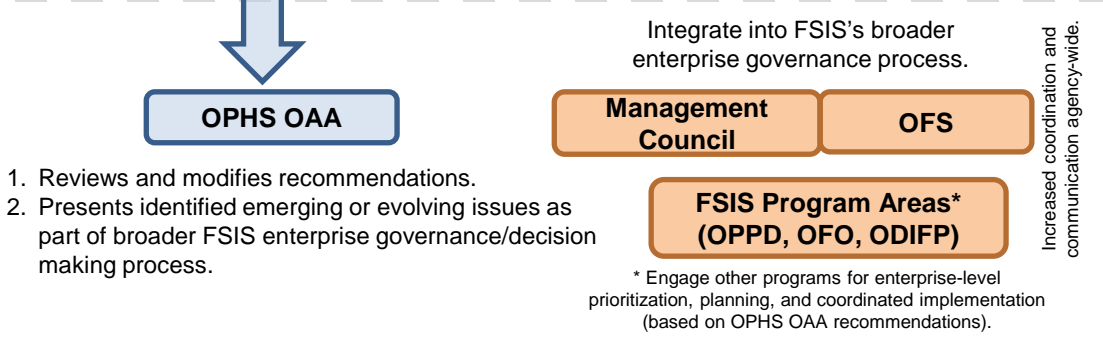 OPHS OAA
1. Reviews and modifies recommendations.
2. Presents identified emerging or evolving issues as
part of broader FSIS enterprise governance/decision
making process.
Integrate into FSIS's broader
enterprise governance process.
Management
Council
OFS
FSIS Program Areas*
(OPPD, OFO, ODIFP)
* Engage other programs for enterprise-level
prioritization, planning, and coordinated implementation
(based on OPHS OAA recommendations).
Increased coordination and
communication agency-wide.